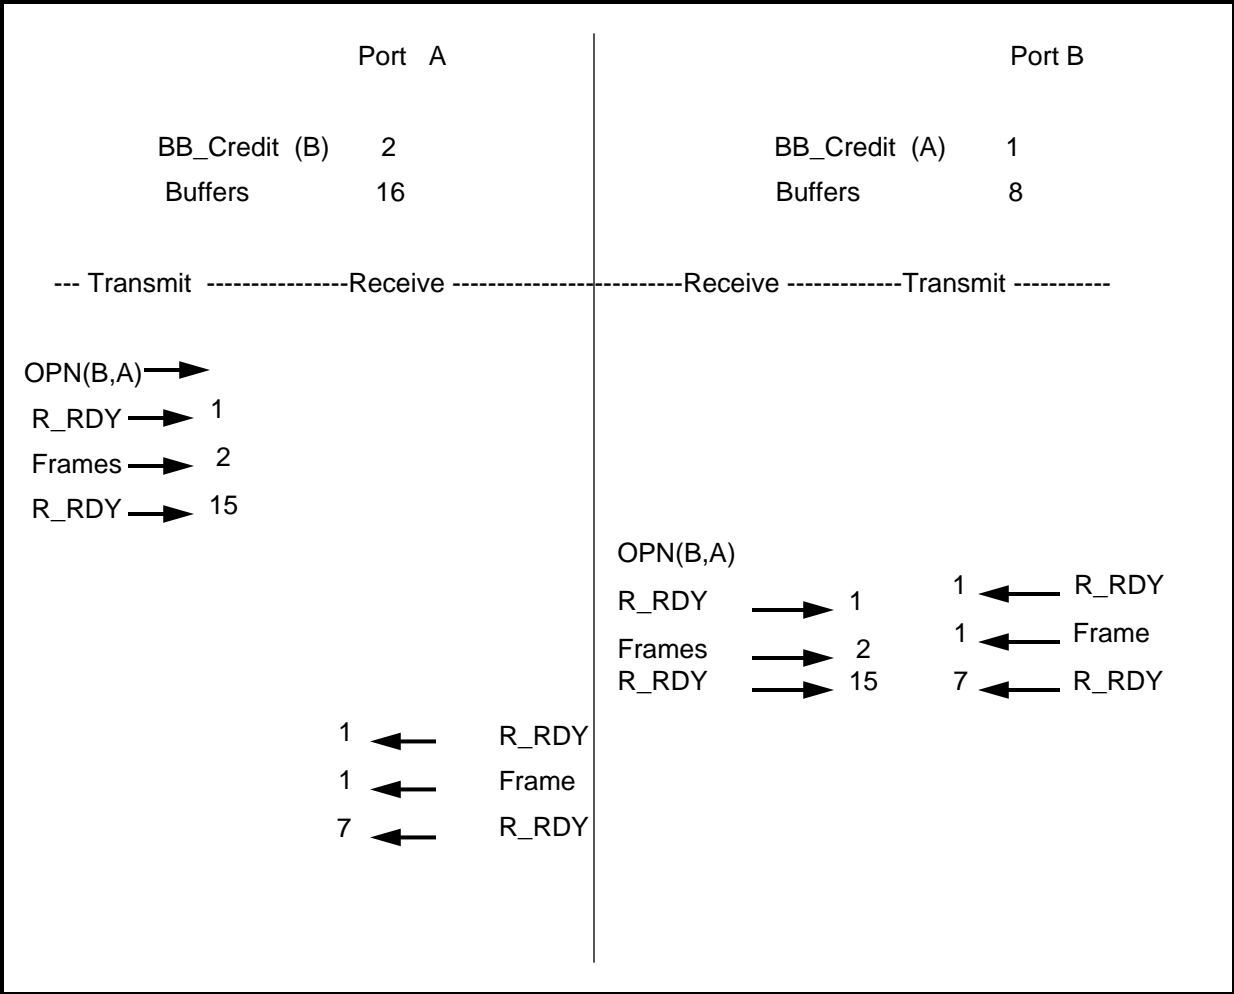 Port A Port B
BB_Credit (B) 2 BB_Credit (A) 1
Buffers 16 Buffers 8
--- Transmit ----------------Receive --------------------------Receive -------------Transmit -----------
OPN(B,A)
R_RDY 1
Frames 2
R_RDY 15
OPN(B,A)
R_RDY 1 1 R_RDY
Frames 2 1 Frame
R_RDY 15 7 R_RDY
1 R_RDY
1 Frame
7 R_RDY